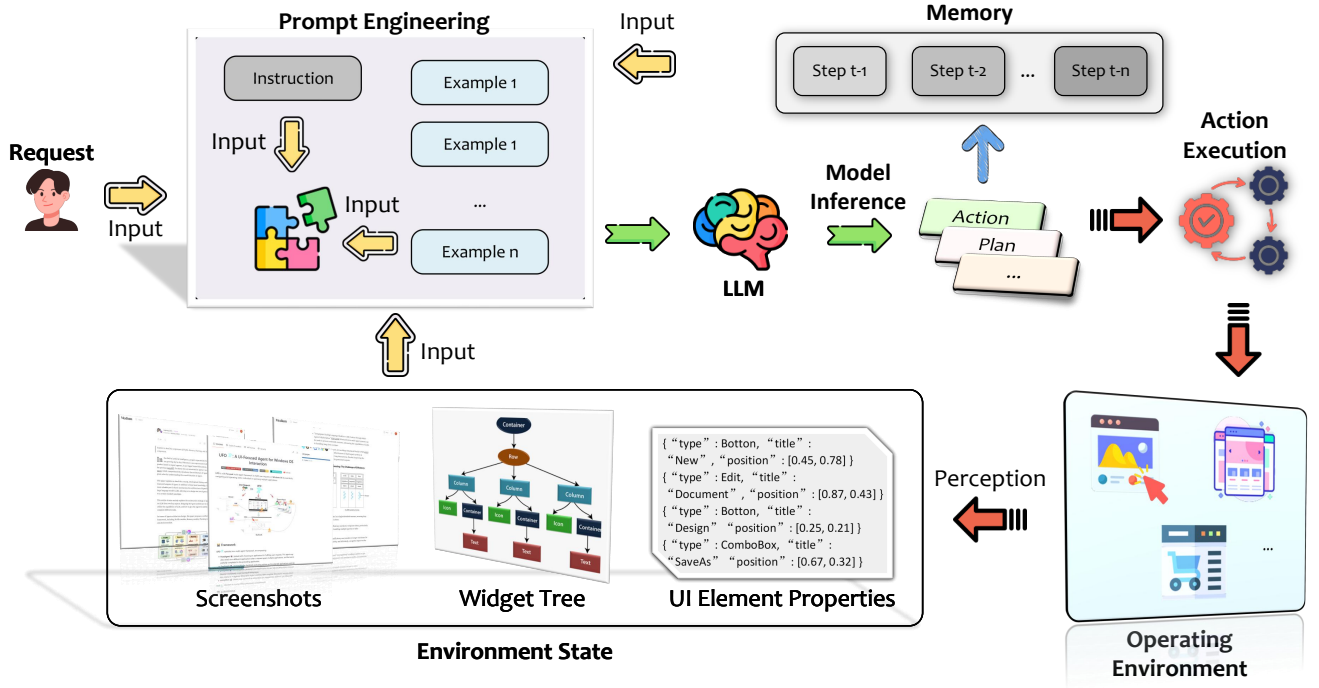 Prompt Engineering
Instruction
Input
Example 1
Example 1
...
Example n
Input
Request
Input
Input
Memory
Step t-1
Step t-2
...
Step t-n
LLM
Model
Inference
Action
Plan
...
Action
Execution
Input
Container
Row
Column
Column
Column
Icon
Container
Icon
Container
Icon
Container
Text
Text
Text
{ “type” : Botton, “title” :
“New” , “position” : [0.45, 0.78] }
{ “type” : Edit, “title” :
“Document” , “position” : [0.87, 0.43] }
{ “type” : Botton, “title” :
“Design” “position” : [0.25, 0.21] }
{ “type” : ComboBox, “title” :
“SaveAs” “position” : [0.67, 0.32] }
Screenshots
Widget Tree
UI Element Properties
Environment State
Perception
...
Operating
Environment